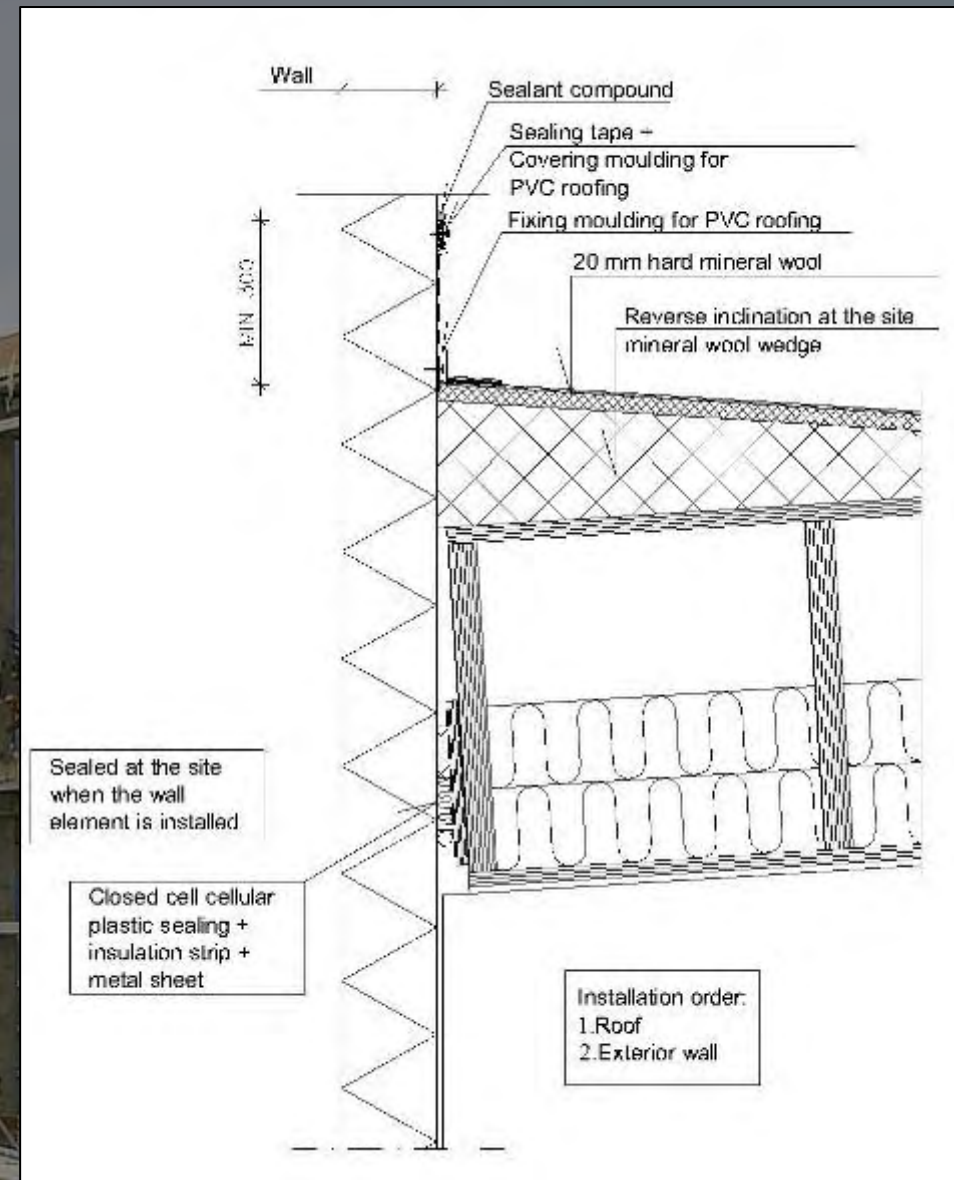 Wall
Sealant compound
Sealing tape +
Covering moulding for
PVC roofing
Fixing moulding for PVC roofing
20 mm hard mineral wool
Reverse inclination at the site
mineral wool wedge
MIN 300
Sealed at the site
when the wall
element is installed
Closed cell cellular
plastic sealing +
insulation strip +
metal sheet
Installation order:
1.Roof
2.Exterior wall